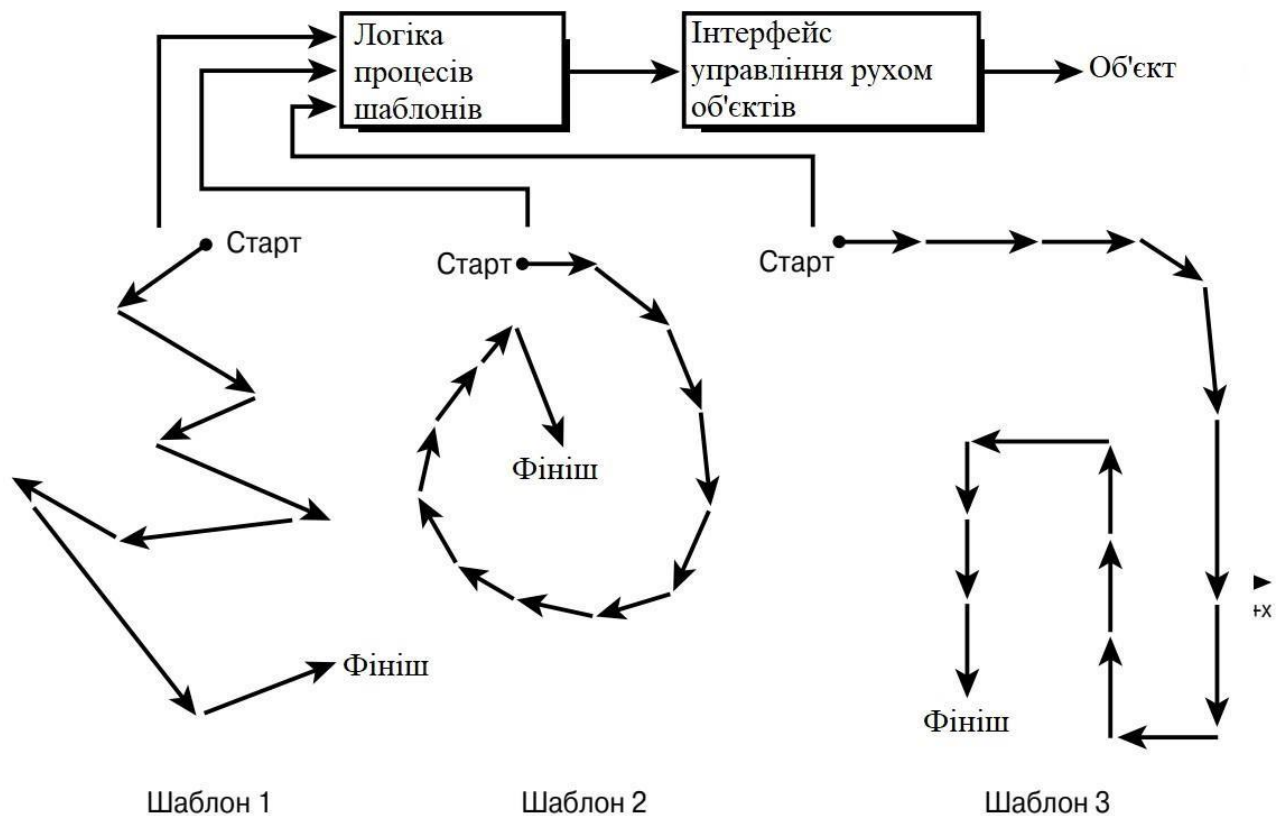 Логіка
процесів
шаблонів
Інтерфейс
управління рухом
об'єктів
Об'єкт
Старт
Старт
Старт
Фініш
Фініш
Фініш
+x
Шаблон 1
Шаблон 2
Шаблон 3